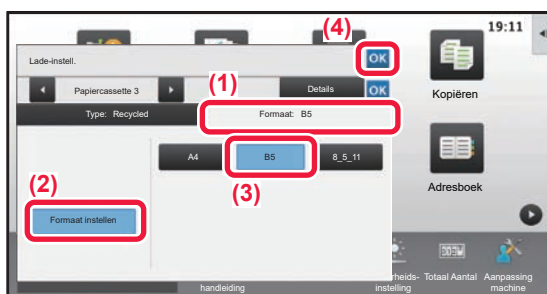 19:11
(4)
Lade-instell.
OK
(1)
Papiercassette 3
Details
OK
Type: Recycled
Formaat: B5
Kopiëren
A4
B5
8_5_11
(2)
(3)
Adresboek
Formaat instellen
handleiding
instelling
Totaal Aantal
Aanpassing
machine